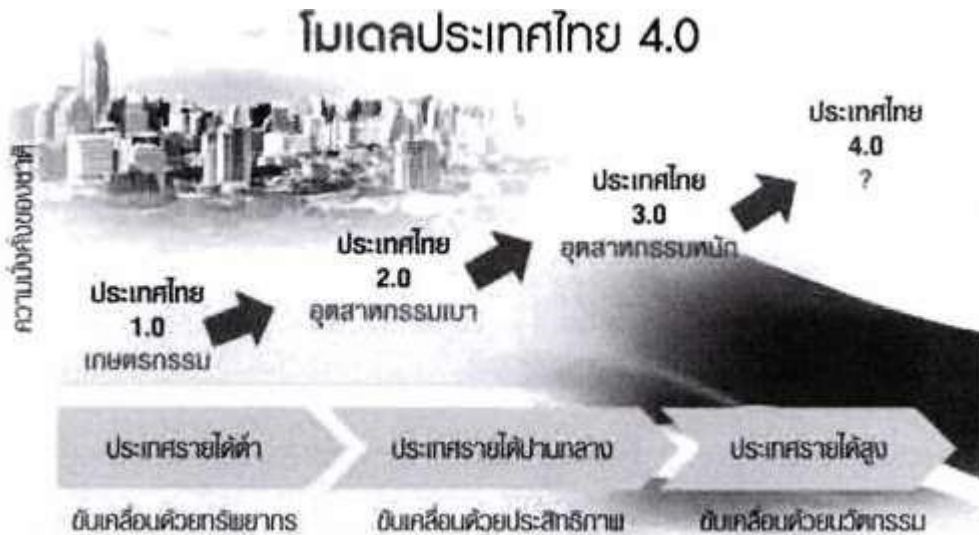 โมเดลประเทศไทย 4.0
ความมั่งคั่งของชาติ
ประเทศไทย
1.0
เกษตรกรรม
ประเทศไทย
2.0
อุตสาหกรรมเบา
ประเทศไทย
3.0
อุตสาหกรรมหนัก
ประเทศไทย
4.0
?
ประเทศรายได้ต่ำ
ประเทศรายได้ปานกลาง
ประเทศรายได้สูง
ขับเคลื่อนด้วยทรัพยากร
ขับเคลื่อนด้วยประสิทธิภาพ
ขับเคลื่อนด้วยนวัตกรรม